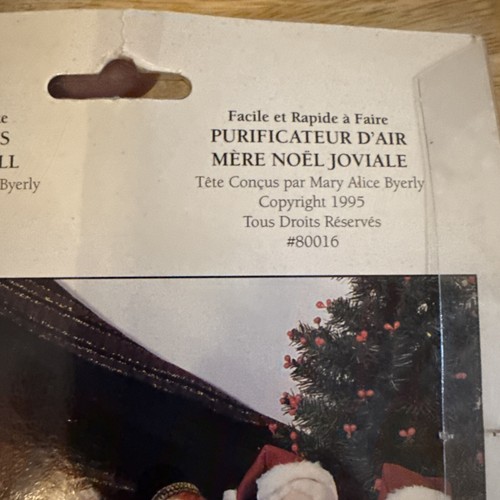 S
LL
Byerly
Facile et Rapide à Faire
PURIFICATEUR D'AIR
MÈRE NOËL JOVIALE
Tête Conçus par Mary Alice Byerly
Copyright 1995
Tous Droits Réservés
#80016